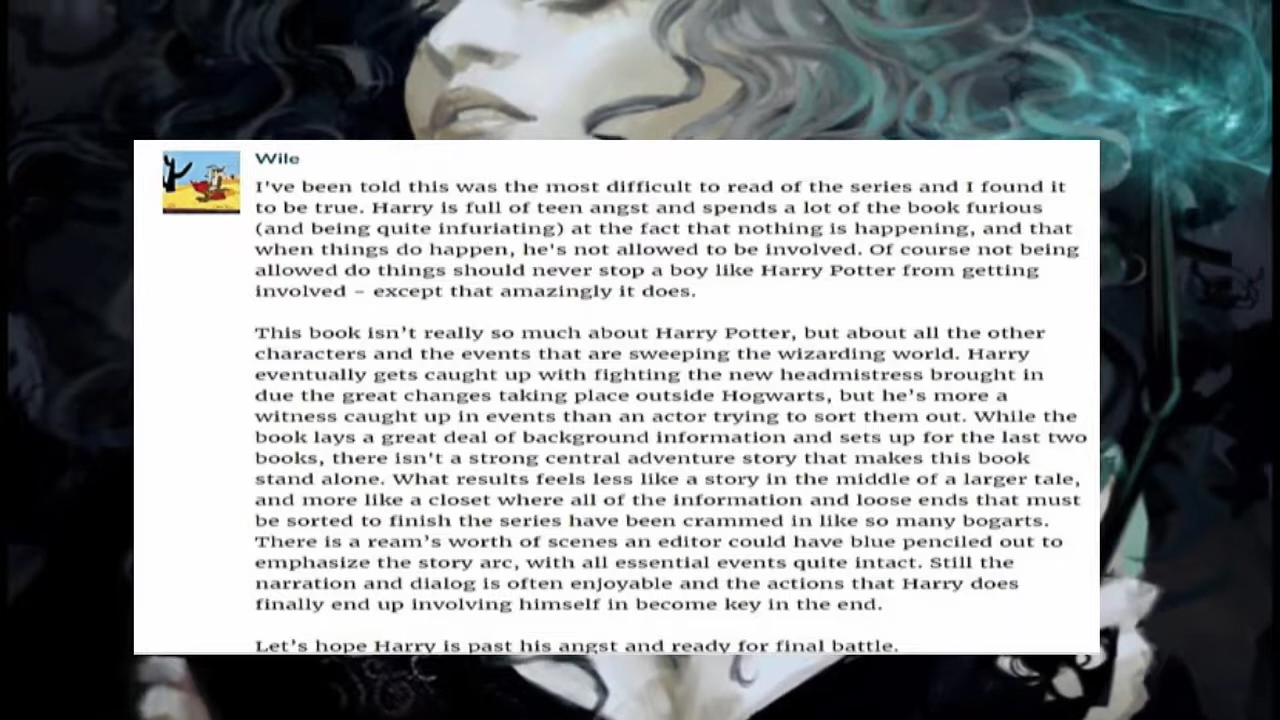 Wile
I've been told this was the most difficult to read of the series and I found it
to be true. Harry is full of teen angst and spends a lot of the book furious
(and being quite infuriating) at the fact that nothing is happening, and that
when things do happen, he's not allowed to be involved. Of course not being
allowed do things should never stop a boy like Harry Potter from getting
involved – except that amazingly it does.
This book isn't really so much about Harry Potter, but about all the other
characters and the events that are sweeping the wizarding world. Harry
eventually gets caught up with fighting the new headmistress brought in
due the great changes taking place outside Hogwarts, but he's more a
witness caught up in events than an actor trying to sort them out. While the
book lays a great deal of background information and sets up for the last two
books, there isn't a strong central adventure story that makes this book
stand alone. What results feels less like a story in the middle of a larger tale,
and more like a closet where all of the information and loose ends that must
be sorted to finish the series have been crammed in like so many bogarts.
There is a ream's worth of scenes an editor could have blue penciled out to
emphasize the story arc, with all essential events quite intact. Still the
narration and dialog is often enjoyable and the actions that Harry does
finally end up involving himself in become key in the end.
Let's hope Harry is past his angst and ready for final battle.